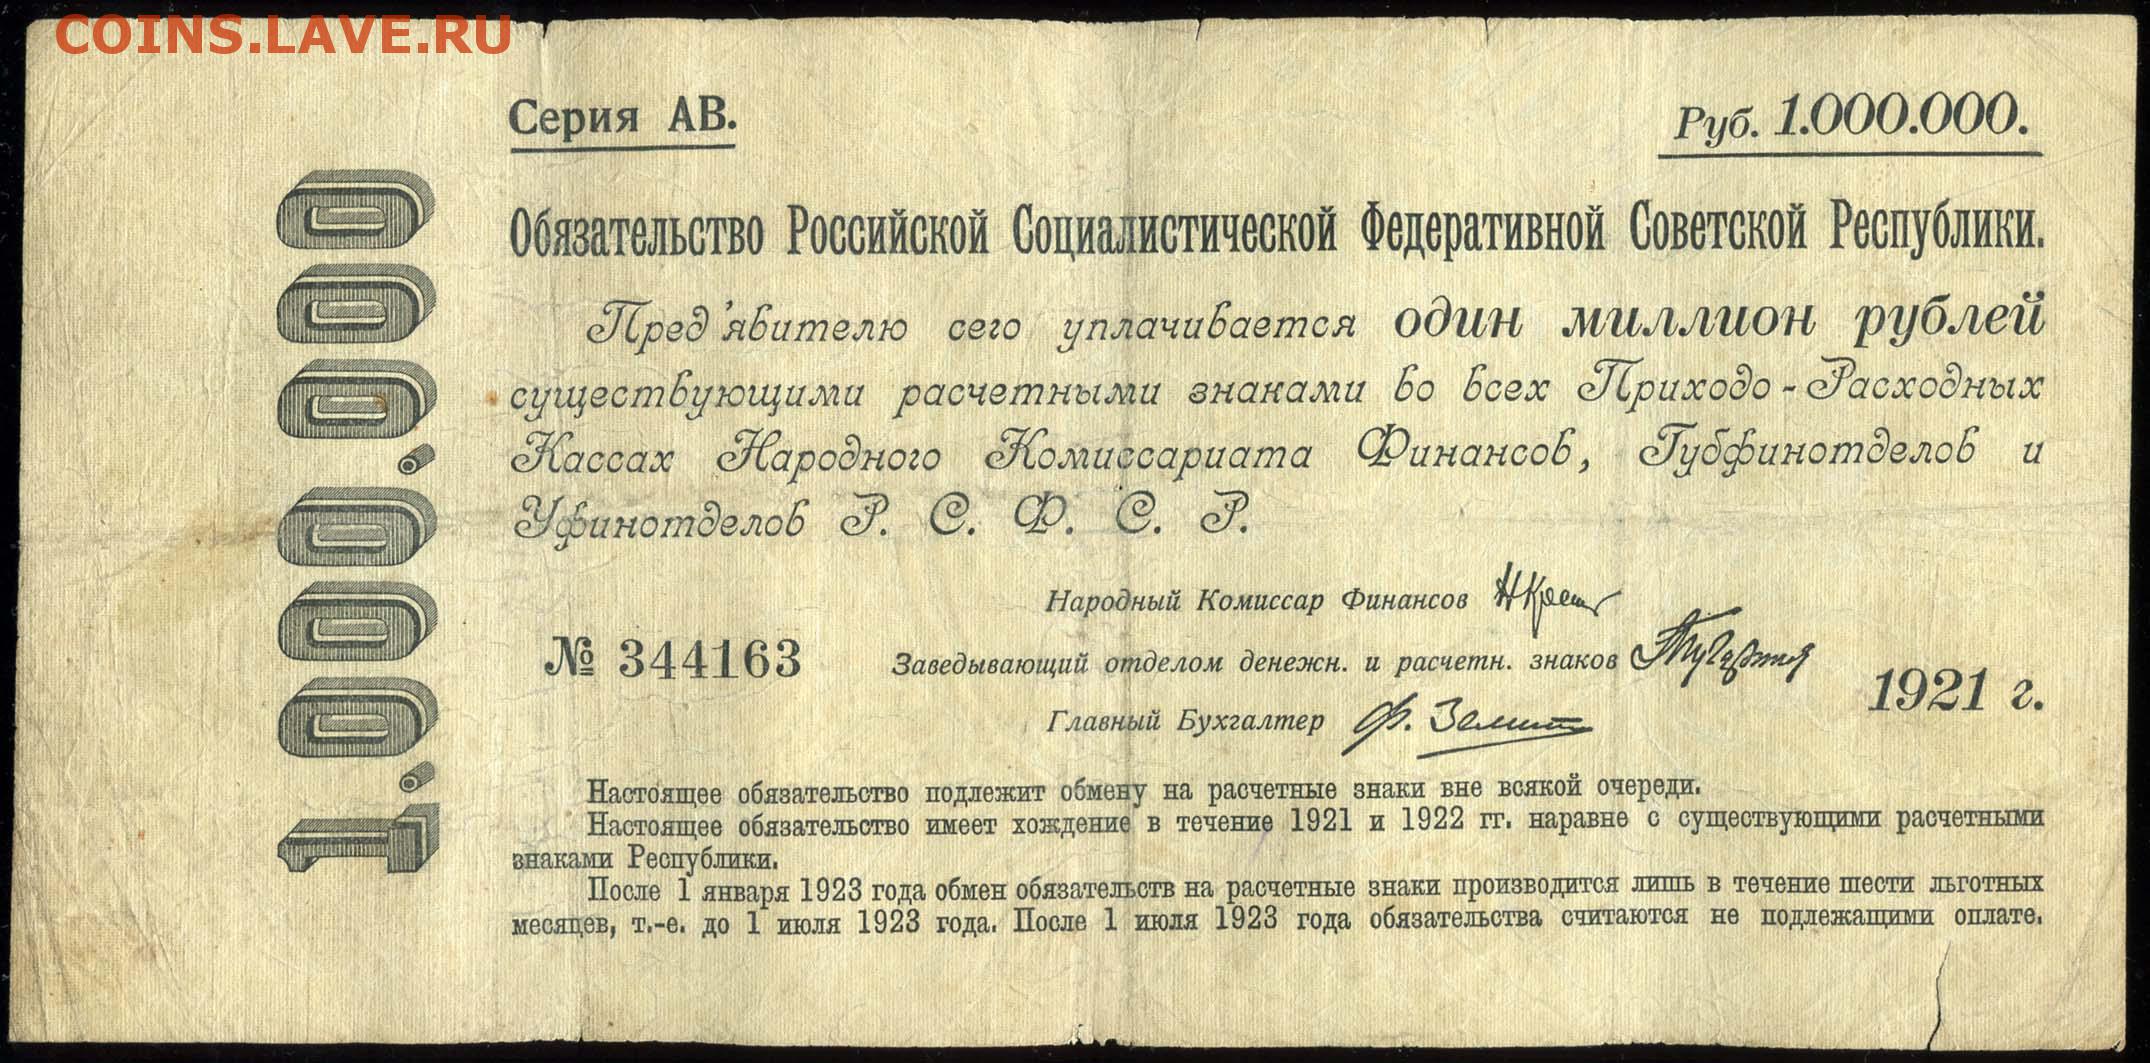 COINS.LAVE.RU
Серия АВ.
Руб. 1.000.000.
1.000.000
Обязательство Российской Социалистической Федеративной Советской Республики.
Пред'явителю сего уплачивается один миллион рублей
существующими расчетными знаками во всех Приходо-Расходных
Кассах Народного Комиссариата Финансов, Губфинотделов и
Уфинотделов Р. С. Ф. С. Р.
Народный Комиссар Финансов
№ 344163
Заведывающий отделом денежн. и расчетн. знаков
1921 г.
Главный Бухгалтер Ф.
Настоящее обязательство подлежит обмену на расчетные знаки вне всякой очереди.
Настоящее обязательство имеет хождение в течение 1921 и 1922 гг. наравне с существующими расчетными
знаками Республики.
После 1 января 1923 года обмен обязательств на расчетные знаки производится лишь в течение шести льготных
месяцев, т.-е. до 1 июля 1923 года. После 1 июля 1923 года обязательства считаются не подлежащими оплате.